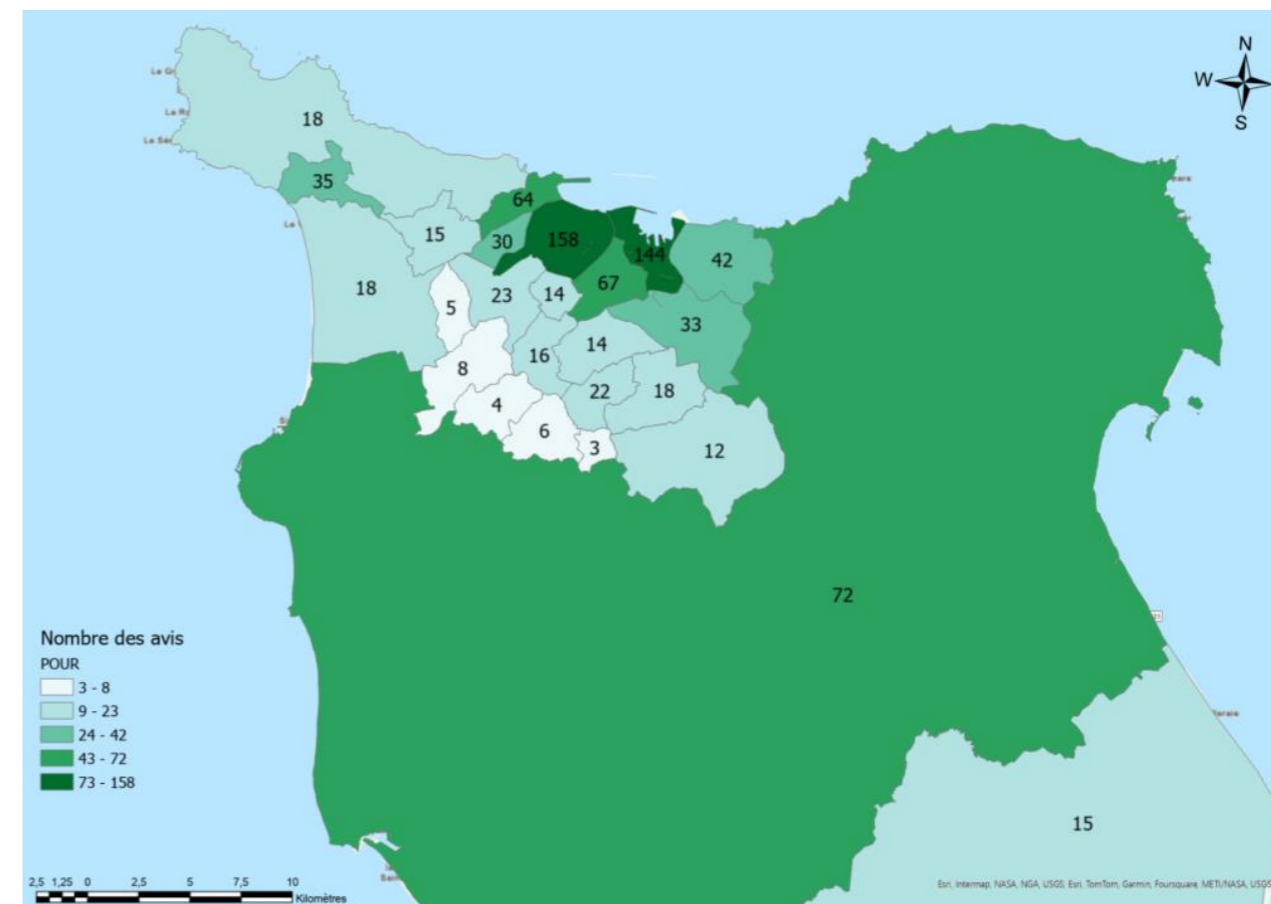 N
W
S
18
35
64
15
30
158
144
42
18
23
14
67
5
33
16
14
8
22
18
4
6
3
12
72
15
Nombre des avis
POUR
3 - 8
9 - 23
24 - 42
43 - 72
73 - 158
2,5 1,25 0 2,5 5 7,5 10
Kilomètres
Esri, Intermap, NASA, NGA, USGS, Esri, TomTom, Garmin, Foursquare, METI/NASA, USGS